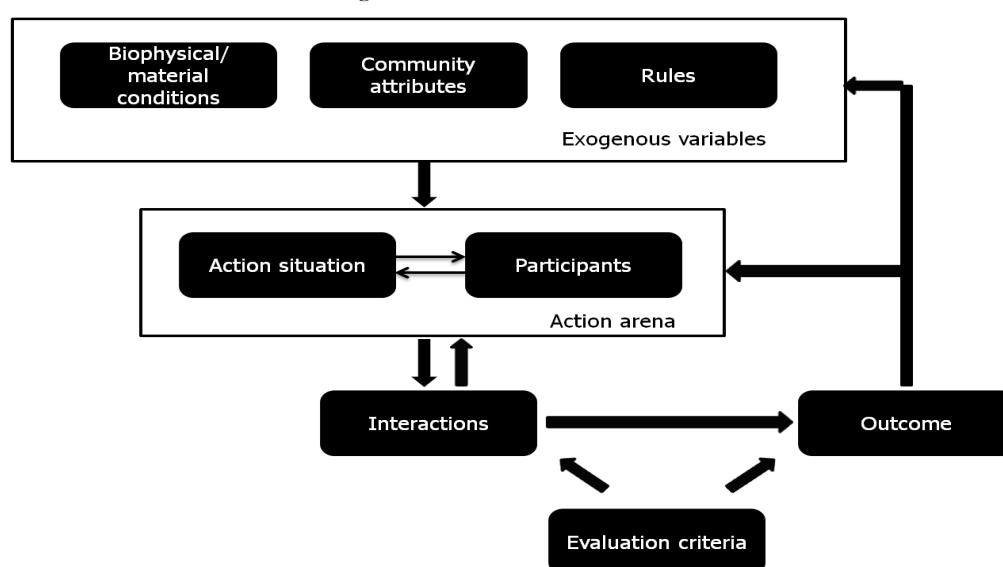 Biophysical/
material
conditions
Community
attributes
Rules
Exogenous variables
Action situation
Participants
Action arena
Interactions
Outcome
Evaluation criteria